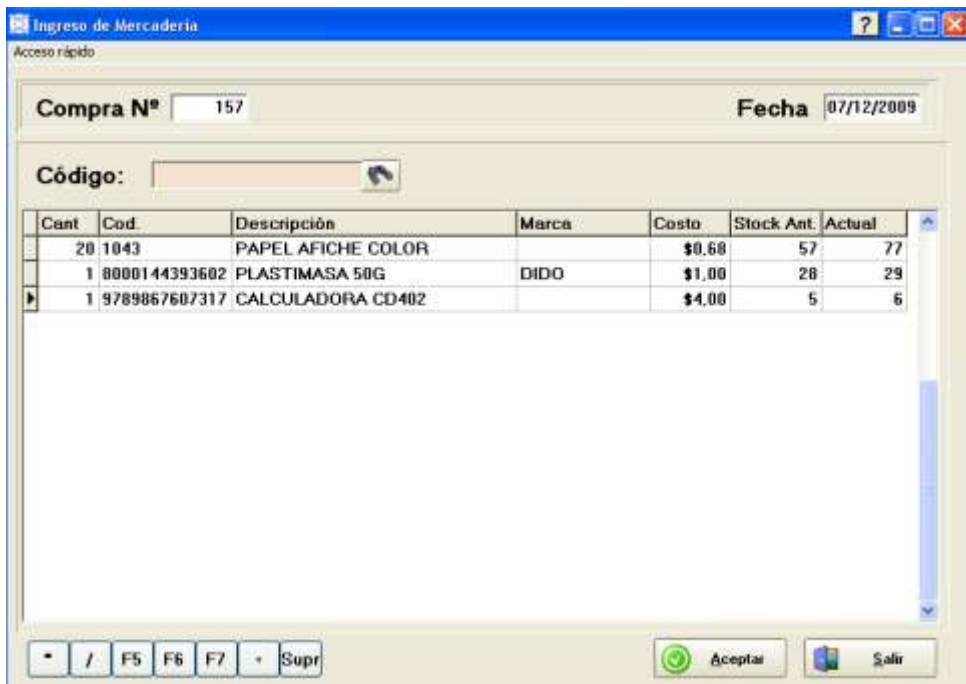 Ingreso de Mercadería
?
Acceso rápido
Compra Nº 157 Fecha 07/12/2009
Código:
Cant Cod. Descripción Marca Costo Stock Ant. Actual
20 1043 PAPEL AFICHE COLOR $0,68 57 77
1 8000144393602 PLASTIMASA 50G DIDO $1,00 28 29
1 9789867607317 CALCULADORA CD402 $4,00 5 6
* / F5 F6 F7 + Supr Aceptar Salir